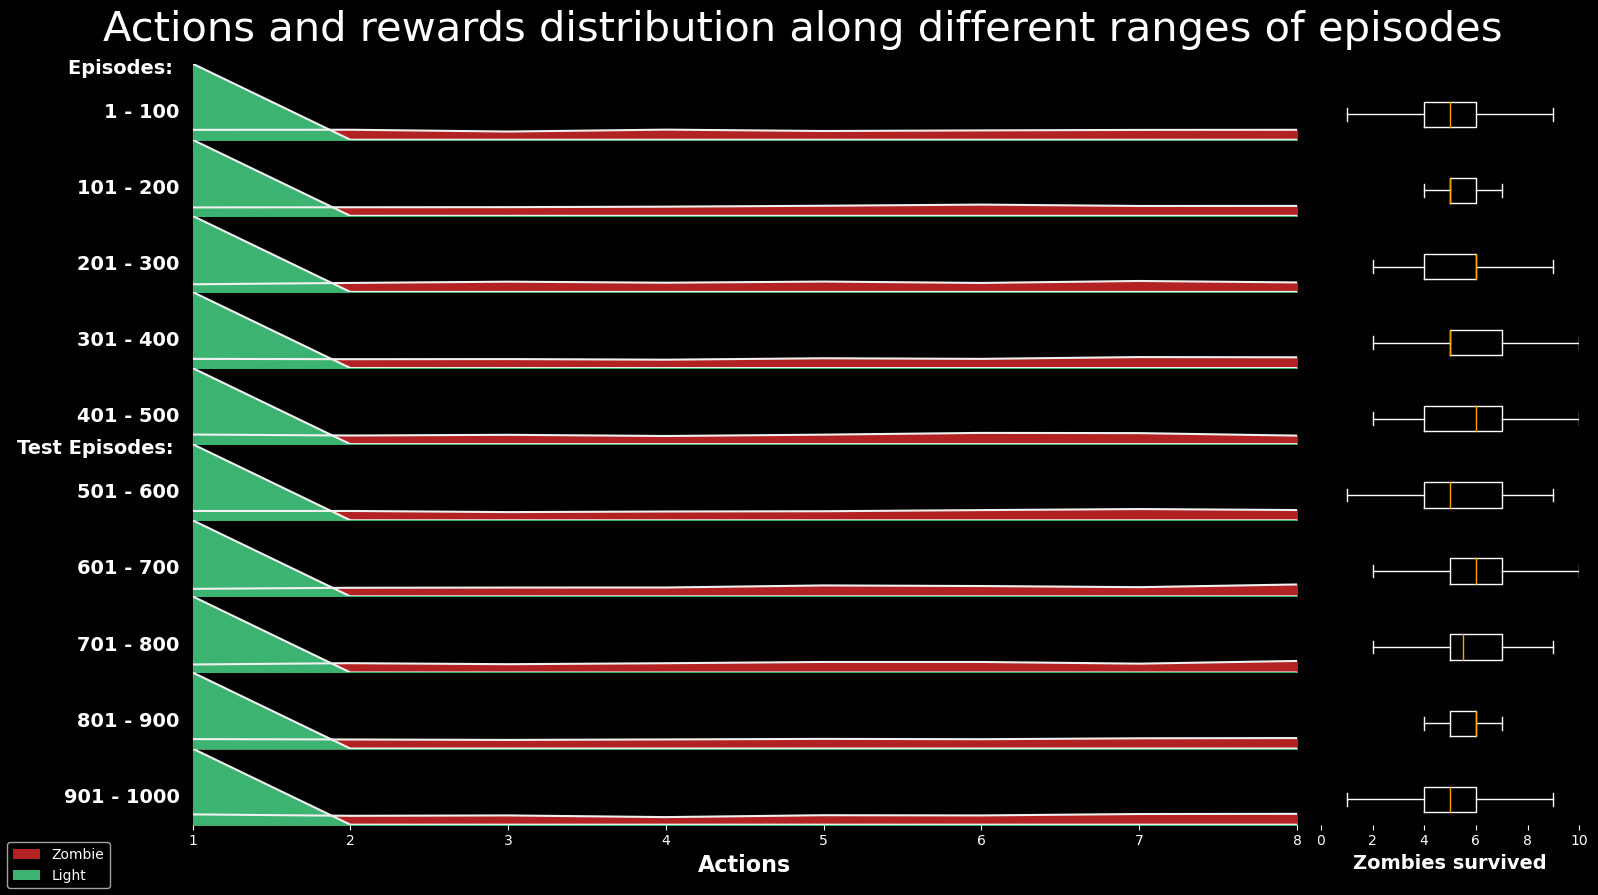 Actions and rewards distribution along different ranges of episodes
Episodes:
1 - 100
101 - 200
201 - 300
301 - 400
401 - 500
Test Episodes:
501 - 600
601 - 700
701 - 800
801 - 900
901 - 1000
1 2 3 4 5 6 7 8
0 2 4 6 8 10
Actions
Zombies survived
Zombie
Light